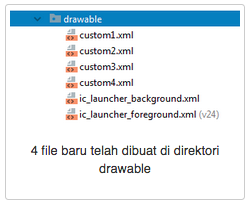 drawable
custom1.xml
custom2.xml
custom3.xml
custom4.xml
ic_launcher_background.xml
ic_launcher_foreground.xml (v24)
4 file baru telah dibuat di direktori
drawable